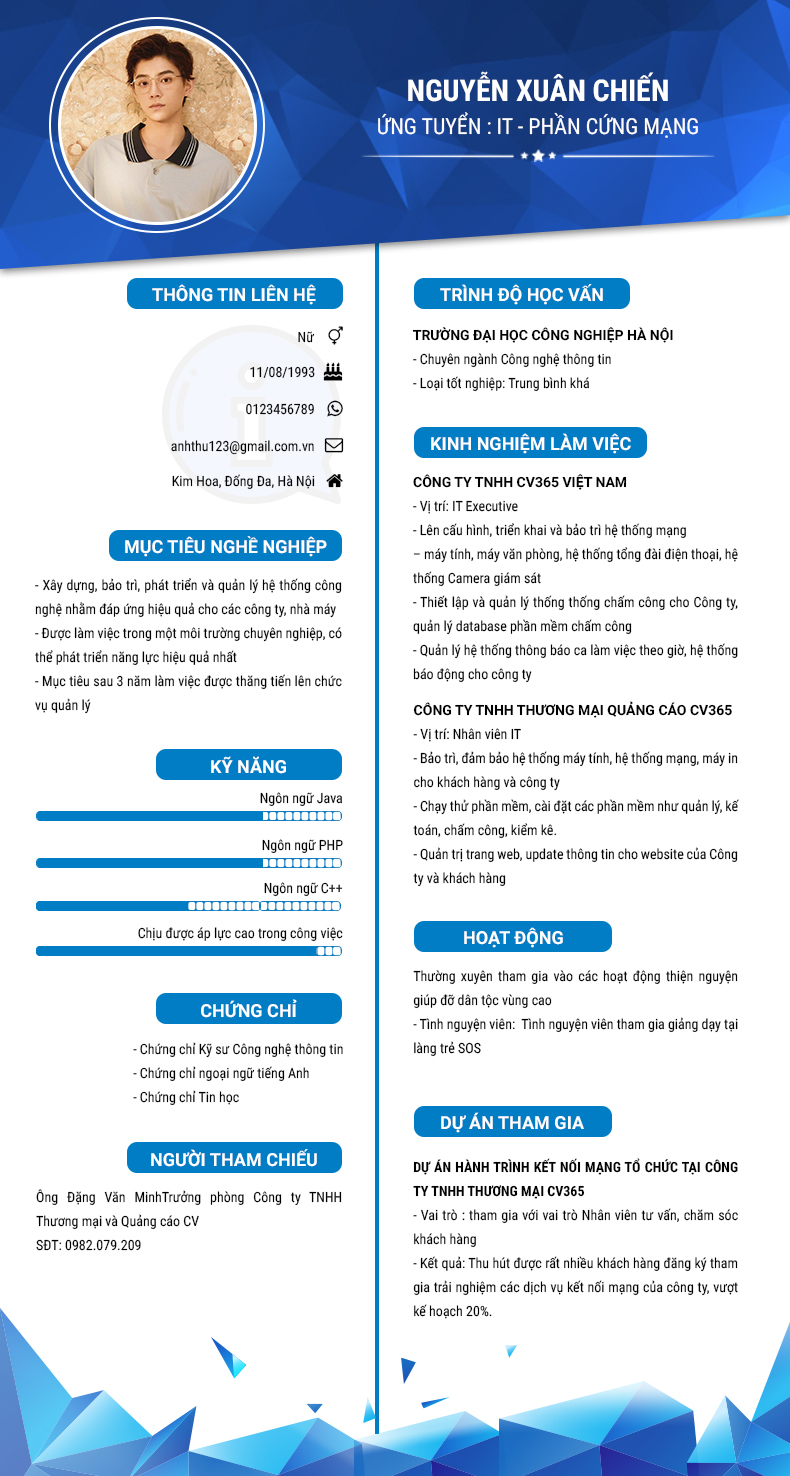 NGUYỄN XUÂN CHIẾN
ỨNG TUYỂN : IT - PHẦN CỨNG MẠNG
THÔNG TIN LIÊN HỆ
Nữ
11/08/1993
0123456789
anhthu123@gmail.com.vn
Kim Hoa, Đống Đa, Hà Nội
MỤC TIÊU NGHỀ NGHIỆP
- Xây dựng, bảo trì, phát triển và quản lý hệ thống công
nghệ nhằm đáp ứng hiệu quả cho các công ty, nhà máy
- Được làm việc trong một môi trường chuyên nghiệp, có
thể phát triển năng lực hiệu quả nhất
- Mục tiêu sau 3 năm làm việc được thăng tiến lên chức
vụ quản lý
KỸ NĂNG
Ngôn ngữ Java
Ngôn ngữ PHP
Ngôn ngữ C++
Chịu được áp lực cao trong công việc
CHỨNG CHỈ
- Chứng chỉ Kỹ sư Công nghệ thông tin
- Chứng chỉ ngoại ngữ tiếng Anh
- Chứng chỉ Tin học
NGƯỜI THAM CHIẾU
Ông Đặng Văn MinhTrưởng phòng Công ty TNHH
Thương mại và Quảng cáo CV
SĐT: 0982.079.209
TRÌNH ĐỘ HỌC VẤN
TRƯỜNG ĐẠI HỌC CÔNG NGHIỆP HÀ NỘI
- Chuyên ngành Công nghệ thông tin
- Loại tốt nghiệp: Trung bình khá
KINH NGHIỆM LÀM VIỆC
CÔNG TY TNHH CV365 VIỆT NAM
- Vị trí: IT Executive
- Lên cấu hình, triển khai và bảo trì hệ thống mạng
– máy tính, máy văn phòng, hệ thống tổng đài điện thoại, hệ
thống Camera giám sát
- Thiết lập và quản lý thống thống chấm công cho Công ty,
quản lý database phần mềm chấm công
- Quản lý hệ thống thông báo ca làm việc theo giờ, hệ thống
báo động cho công ty
CÔNG TY TNHH THƯƠNG MẠI QUẢNG CÁO CV365
- Vị trí: Nhân viên IT
- Bảo trì, đảm bảo hệ thống máy tính, hệ thống mạng, máy in
cho khách hàng và công ty
- Chạy thử phần mềm, cài đặt các phần mềm như quản lý, kế
toán, chấm công, kiểm kê.
- Quản trị trang web, update thông tin cho website của Công
ty và khách hàng
HOẠT ĐỘNG
Thường xuyên tham gia vào các hoạt động thiện nguyện
giúp đỡ dân tộc vùng cao
- Tình nguyện viên: Tình nguyện viên tham gia giảng dạy tại
làng trẻ SOS
DỰ ÁN THAM GIA
DỰ ÁN HÀNH TRÌNH KẾT NỐI MẠNG TỔ CHỨC TẠI CÔNG
TY TNHH THƯƠNG MẠI CV365
- Vai trò : tham gia với vai trò Nhân viên tư vấn, chăm sóc
khách hàng
- Kết quả: Thu hút được rất nhiều khách hàng đăng ký tham
gia trải nghiệm các dịch vụ kết nối mạng của công ty, vượt
kế hoạch 20%.